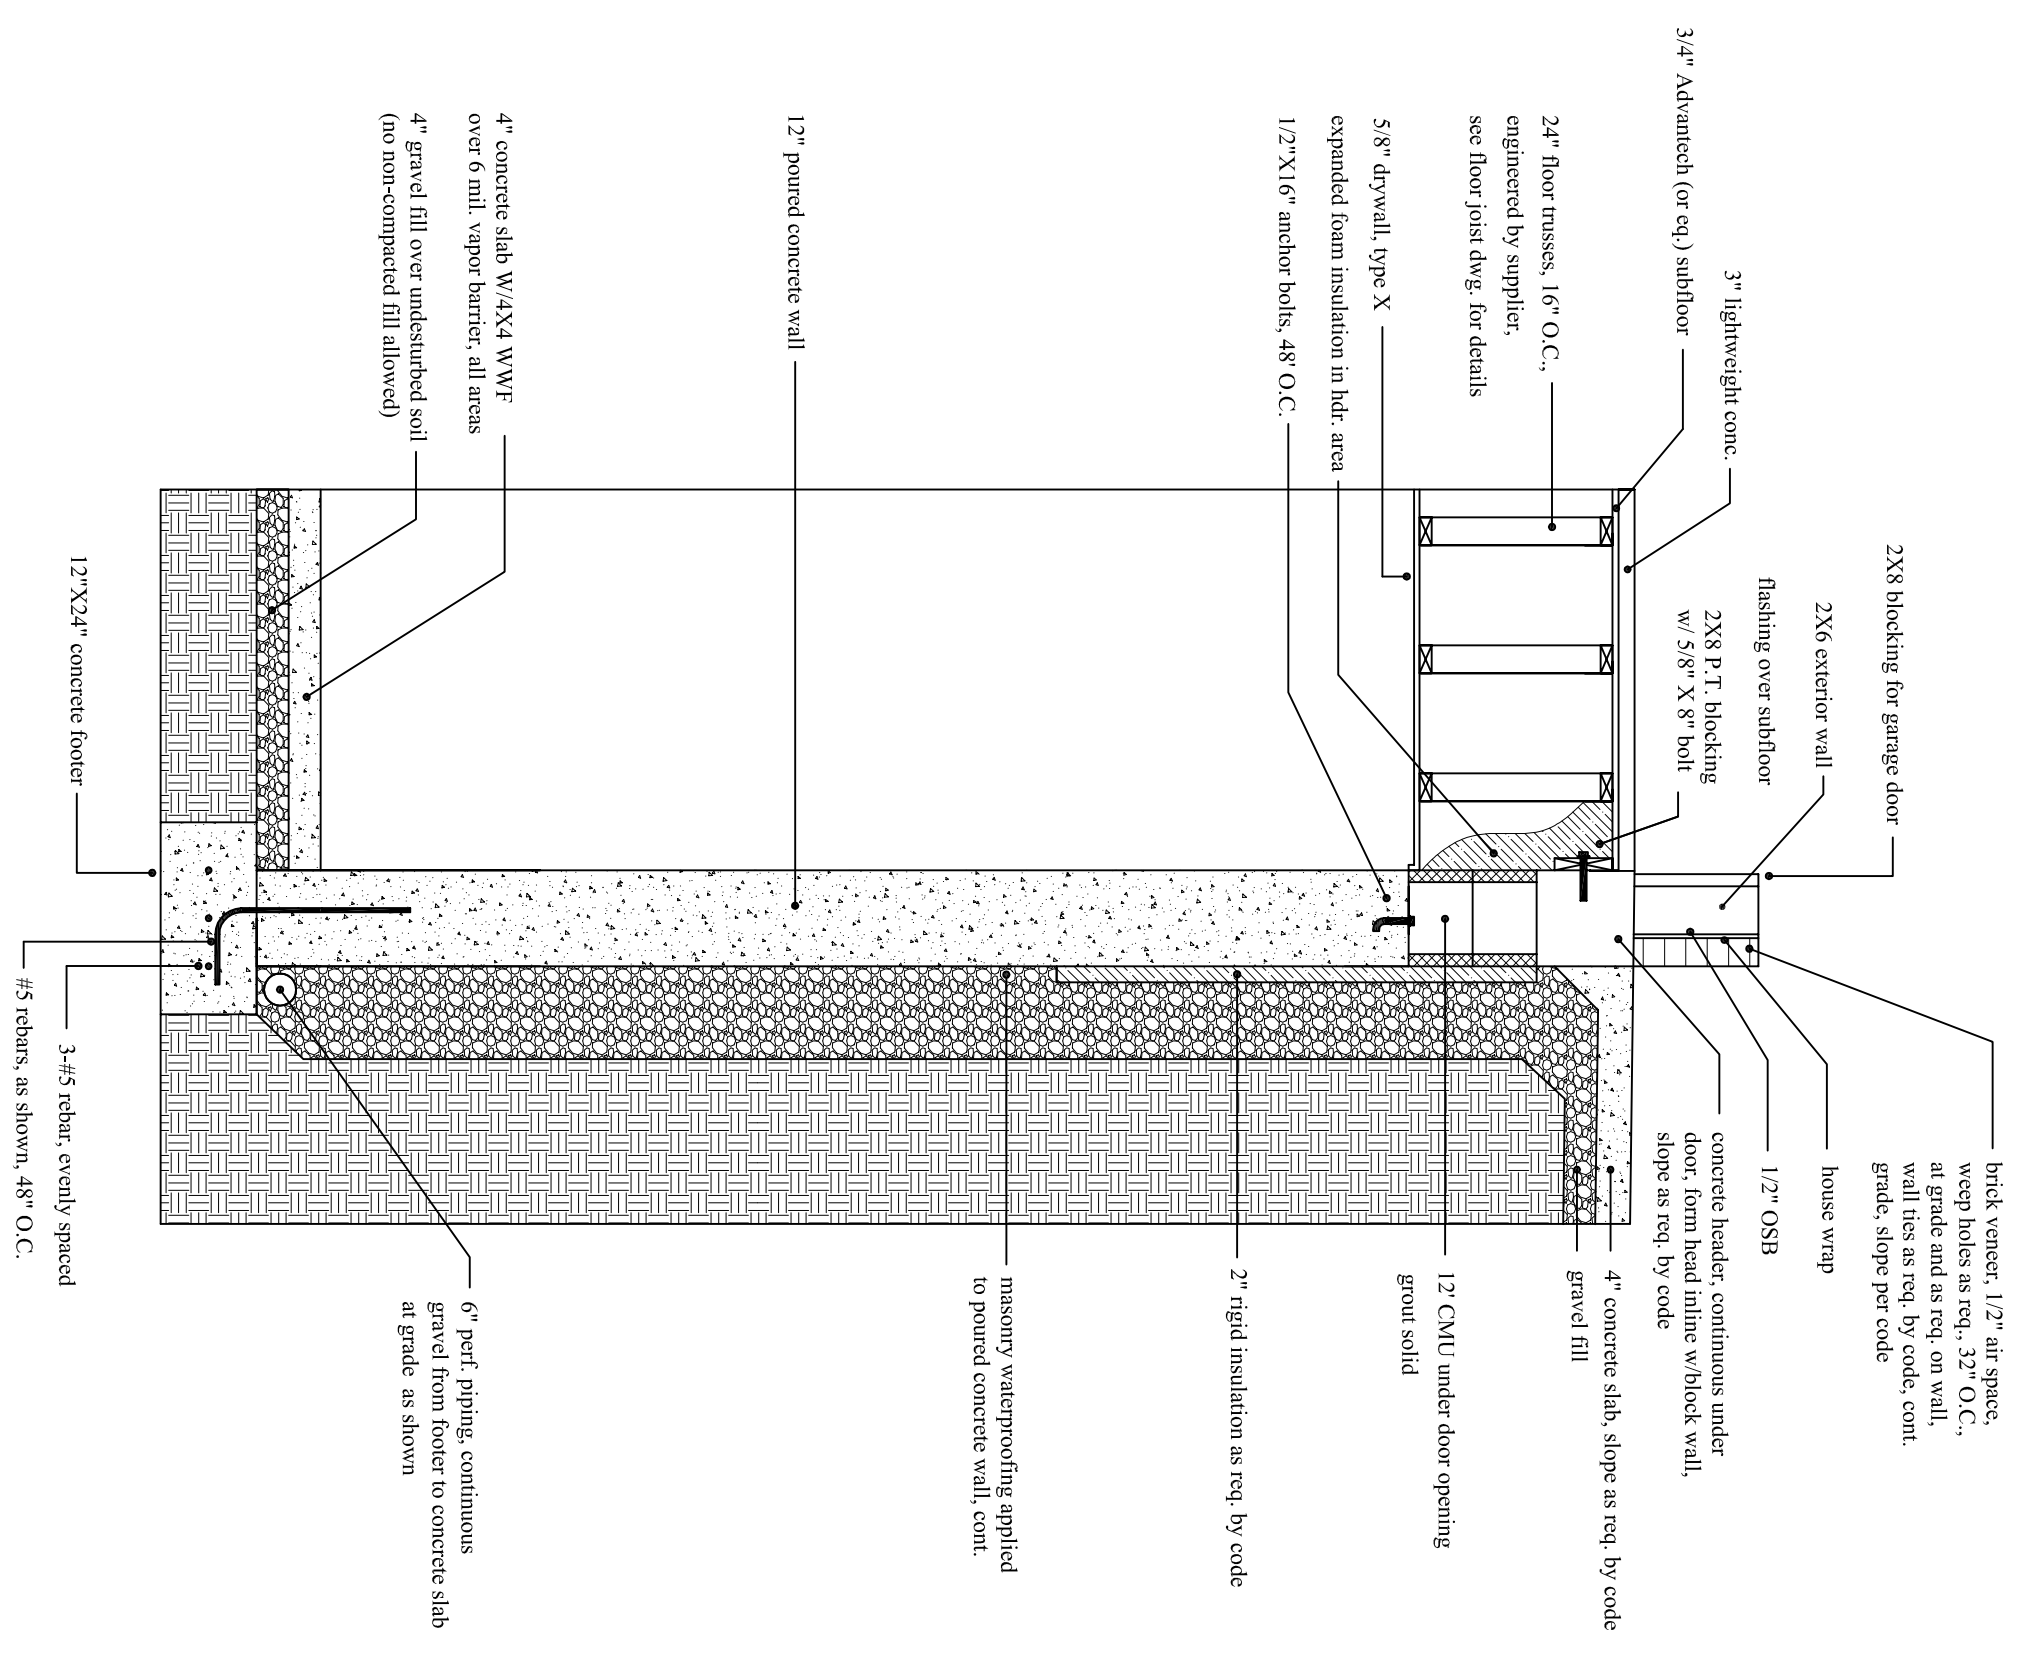 2X8 blocking for garage door
2X6 exterior wall
flashing over subfloor
2X8 P.T. blocking
w/ 5/8" X 8" bolt
3" lightweight conc.
3/4" Advantech (or eq.) subfloor
24" floor trusses, 16" O.C.,
engineered by supplier,
see floor joist dwg. for details
5/8" drywall, type X
expanded foam insulation in hdr. area
1/2"X16" anchor bolts, 48' O.C.
12" poured concrete wall
4" concrete slab W/4X4 WWF
over 6 mil. vapor barrier, all areas
4" gravel fill over undesturbed soil
(no non-compacted fill allowed)
12"X24" concrete footer
brick veneer, 1/2" air space,
weep holes as req., 32" O.C.,
at grade and as req. on wall,
wall ties as req. by code, cont.
grade, slope per code
house wrap
1/2" OSB
concrete header, continuous under
door, form head inline w/block wall,
slope as req. by code
4" concrete slab, slope as req. by code
gravel fill
12' CMU under door opening
grout solid
2" rigid insulation as req. by code
masonry waterproofing applied
to poured concrete wall, cont.
6" perf. piping, continuous
gravel from footer to concrete slab
at grade as shown
3-#5 rebar, evenly spaced
#5 rebars, as shown, 48" O.C.